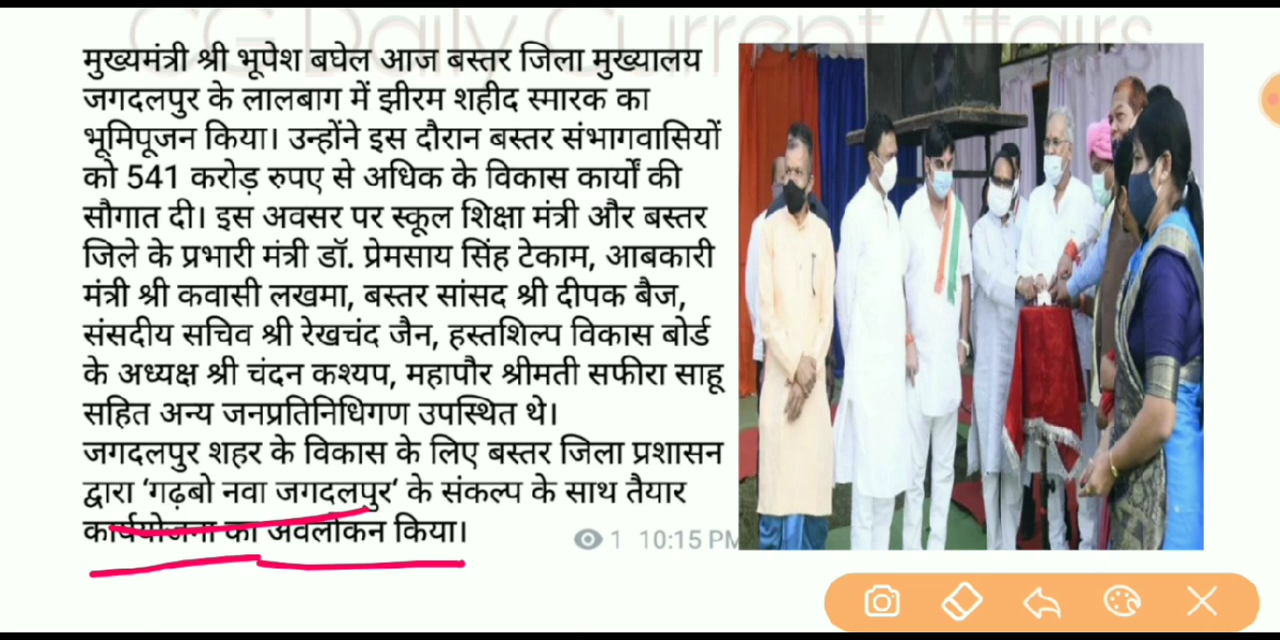 CG Daily Current Affairs
मुख्यमंत्री श्री भूपेश बघेल आज बस्तर जिला मुख्यालय
जगदलपुर के लालबाग में झीरम शहीद स्मारक का
भूमिपूजन किया। उन्होंने इस दौरान बस्तर संभागवासियों
को 541 करोड़ रुपए से अधिक के विकास कार्यों की
सौगात दी। इस अवसर पर स्कूल शिक्षा मंत्री और बस्तर
जिले के प्रभारी मंत्री डॉ. प्रेमसाय सिंह टेकाम, आबकारी
मंत्री श्री कवासी लखमा, बस्तर सांसद श्री दीपक बैज,
संसदीय सचिव श्री रेखचंद जैन, हस्तशिल्प विकास बोर्ड
के अध्यक्ष श्री चंदन कश्यप, महापौर श्रीमती सफीरा साहू
सहित अन्य जनप्रतिनिधिगण उपस्थित थे।
जगदलपुर शहर के विकास के लिए बस्तर जिला प्रशासन
द्वारा ‘गढ़बो नवा जगदलपुर‘ के संकल्प के साथ तैयार
कार्ययोजना का अवलोकन किया।
1 10:15 PM